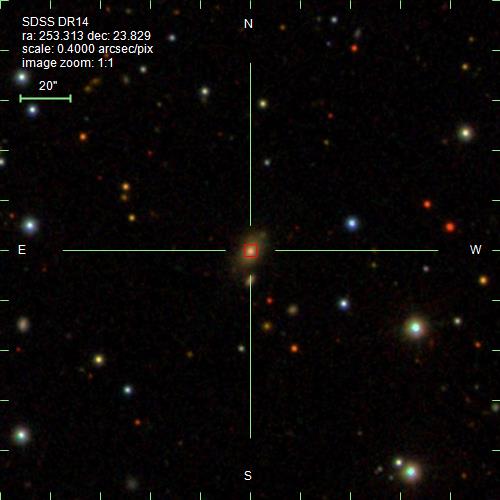 SDSS DR14
ra: 253.313 dec: 23.829
scale: 0.4000 arcsec/pix
image zoom: 1:1
20"
N
E
W
S